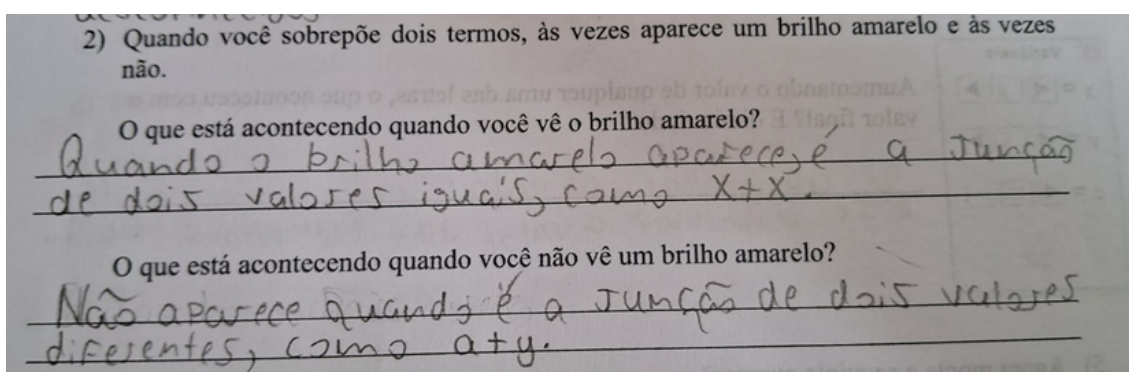 2) Quando você sobrepõe dois termos, às vezes aparece um brilho amarelo e às vezes
não.
O que está acontecendo quando você vê o brilho amarelo?
Quando o brilho amarelo aparece, é a Junção
de dois valores iguais, como X+X.
O que está acontecendo quando você não vê um brilho amarelo?
Não aparece quando é a Junção de dois valores
diferentes, como a+y.